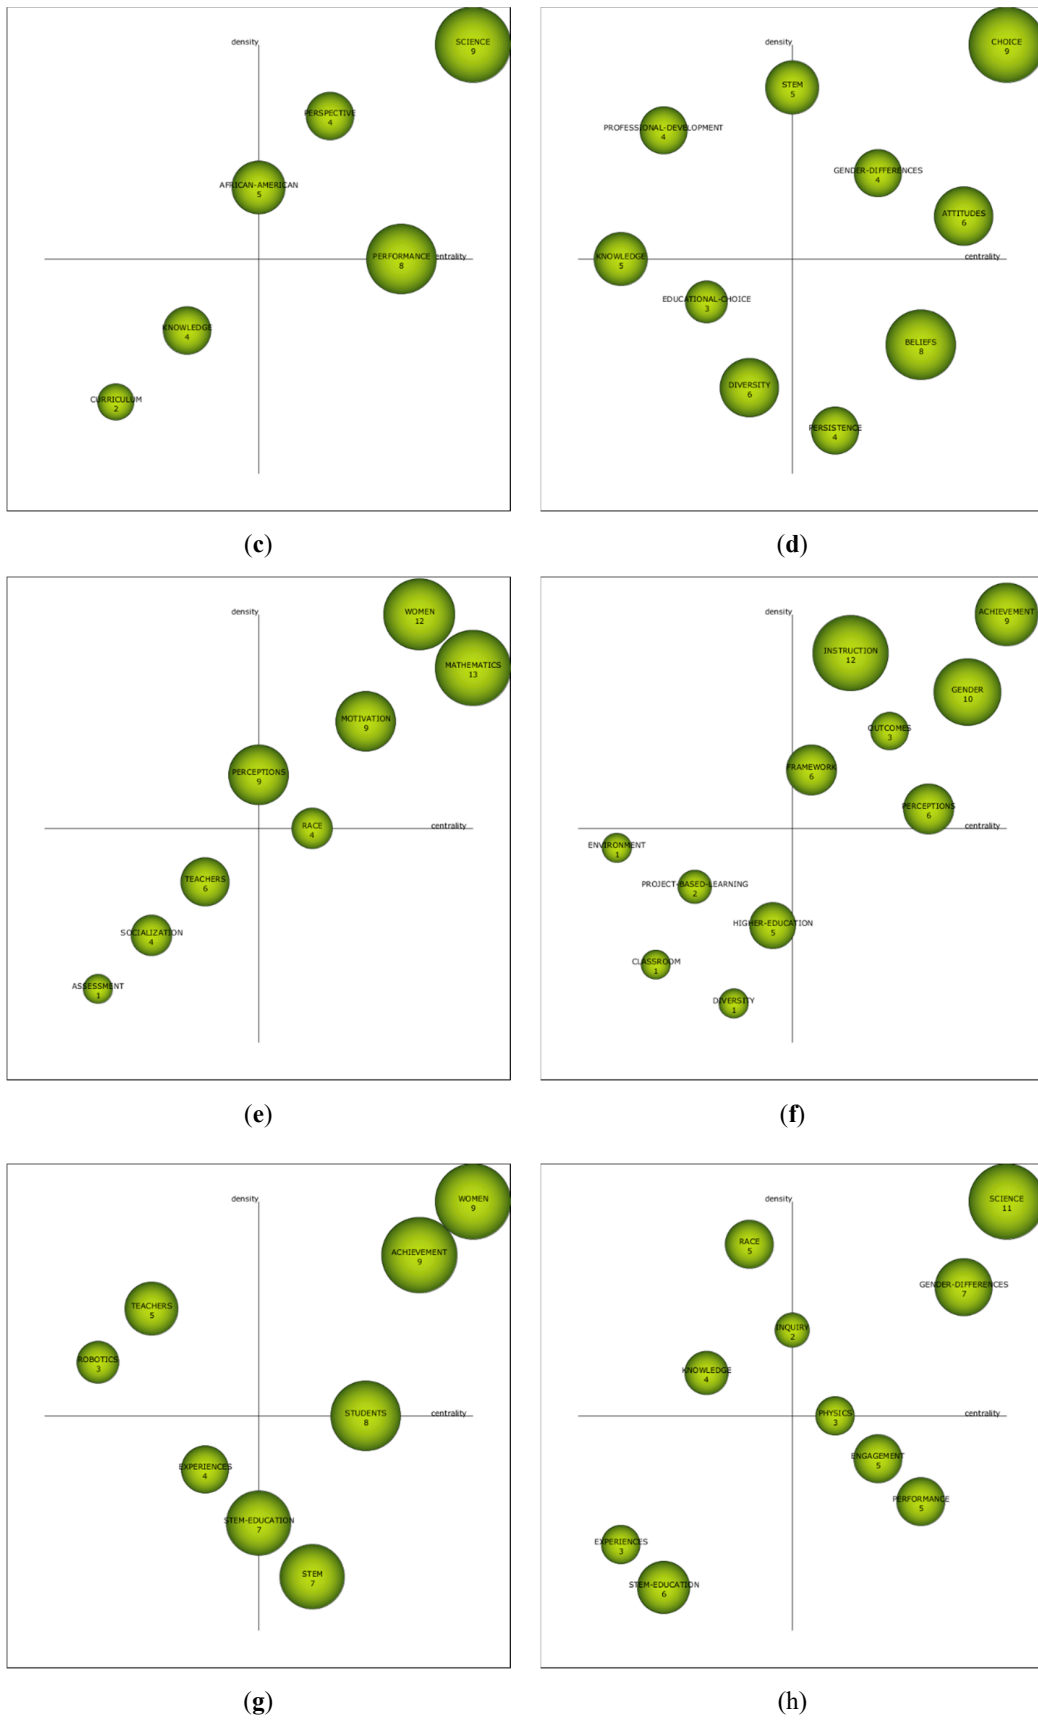 density
SCIENCE
9
PERSPECTIVE
4
AFRICAN-AMERICAN
5
PERFORMANCE
8
entrality
KNOWLEDGE
4
CURRICULUM
2
(c)
density
CHOICE
9
STEM
5
PROFESSIONAL-DEVELOPMENT
4
GENDER-DIFFERENCES
4
ATTITUDES
6
KNOWLEDGE
5
centrality
EDUCATIONAL-CHOICE
3
BELIEFS
8
DIVERSITY
6
PERSISTENCE
4
(d)
density
WOMEN
12
MATHEMATICS
13
MOTIVATION
9
PERCEPTIONS
9
RACE
4
centrality
TEACHERS
6
SOCIALIZATION
4
ASSESSMENT
1
(e)
density
ACHIEVEMENT
9
INSTRUCTION
12
GENDER
10
OUTCOMES
3
FRAMEWORK
6
PERCEPTIONS
6
centrality
ENVIRONMENT
1
PROJECT-BASED-LEARNING
2
HIGHER-EDUCATION
5
CLASSROOM
1
DIVERSITY
1
(f)
density
WOMEN
9
ACHIEVEMENT
9
TEACHERS
5
ROBOTICS
3
STUDENTS
8
centrality
EXPERIENCES
4
STEM-EDUCATION
7
STEM
7
(g)
density
SCIENCE
11
RACE
5
GENDER-DIFFERENCES
7
INQUIRY
2
KNOWLEDGE
4
PHYSICS
3
centrality
ENGAGEMENT
5
PERFORMANCE
5
EXPERIENCES
3
STEM-EDUCATION
6
(h)